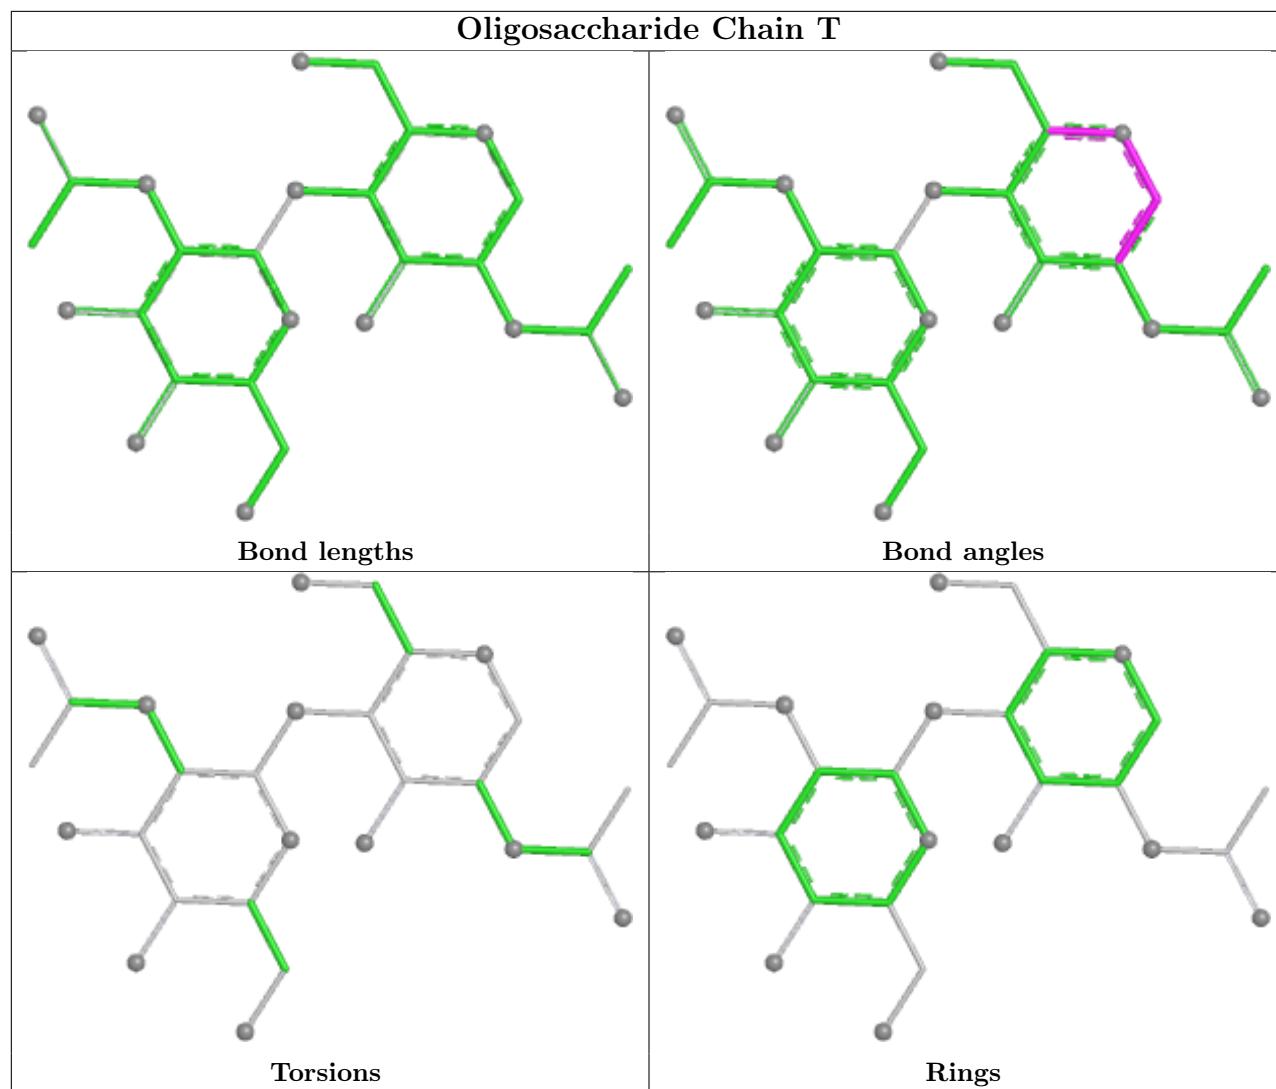 Oligosaccharide Chain T
Bond lengths
Bond angles
Torsions
Rings